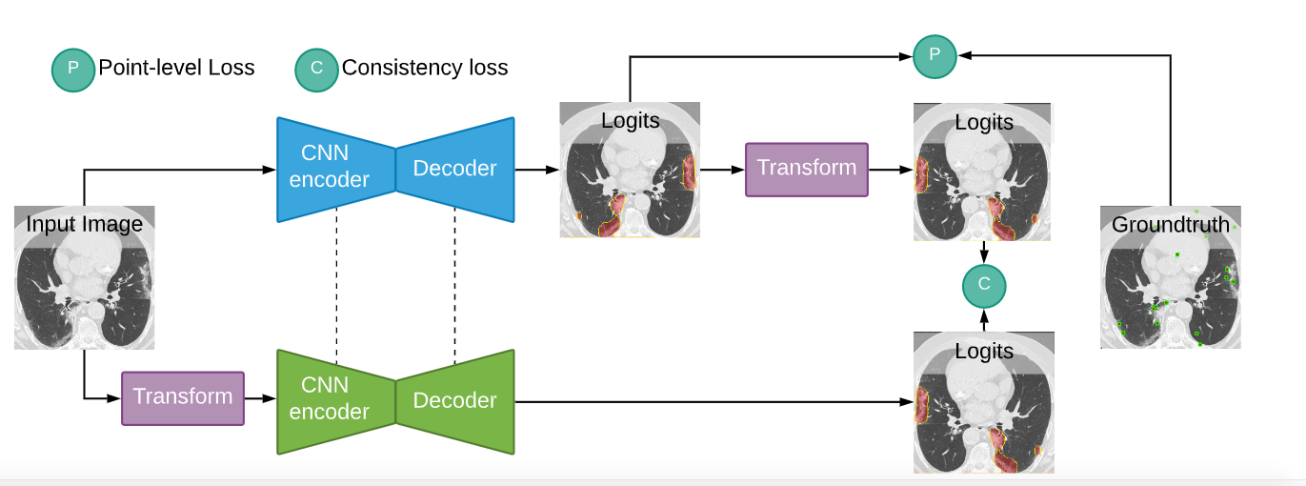 P Point-level Loss
C Consistency loss
P
Logits
Logits
CNN
encoder
Decoder
Transform
Input Image
Groundtruth
C
Logits
Transform
CNN
encoder
Decoder